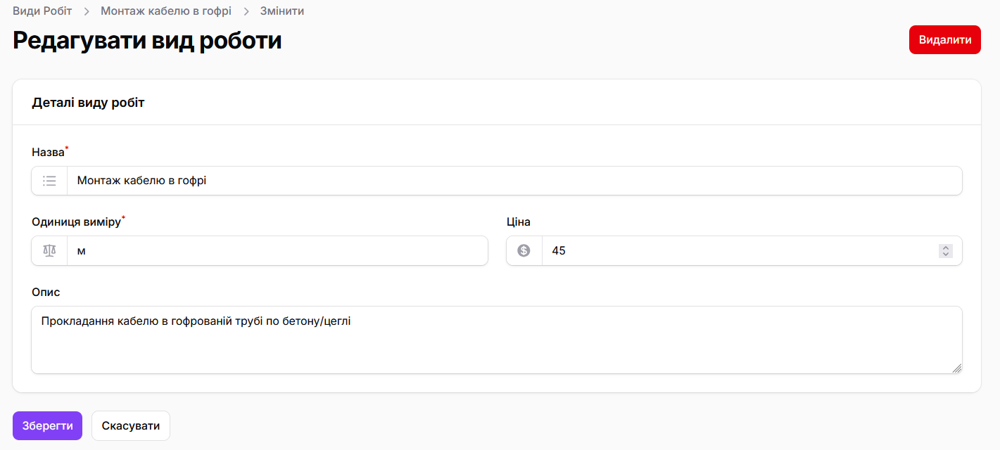 Види Робіт > Монтаж кабелю в гофрі > Змінити
Редагувати вид роботи
Видалити
Деталі виду робіт
Назва*
Монтаж кабелю в гофрі
Одиниця виміру* Ціна
м 45
Опис
Прокладання кабелю в гофрованій трубі по бетону/цеглі
Зберегти Скасувати